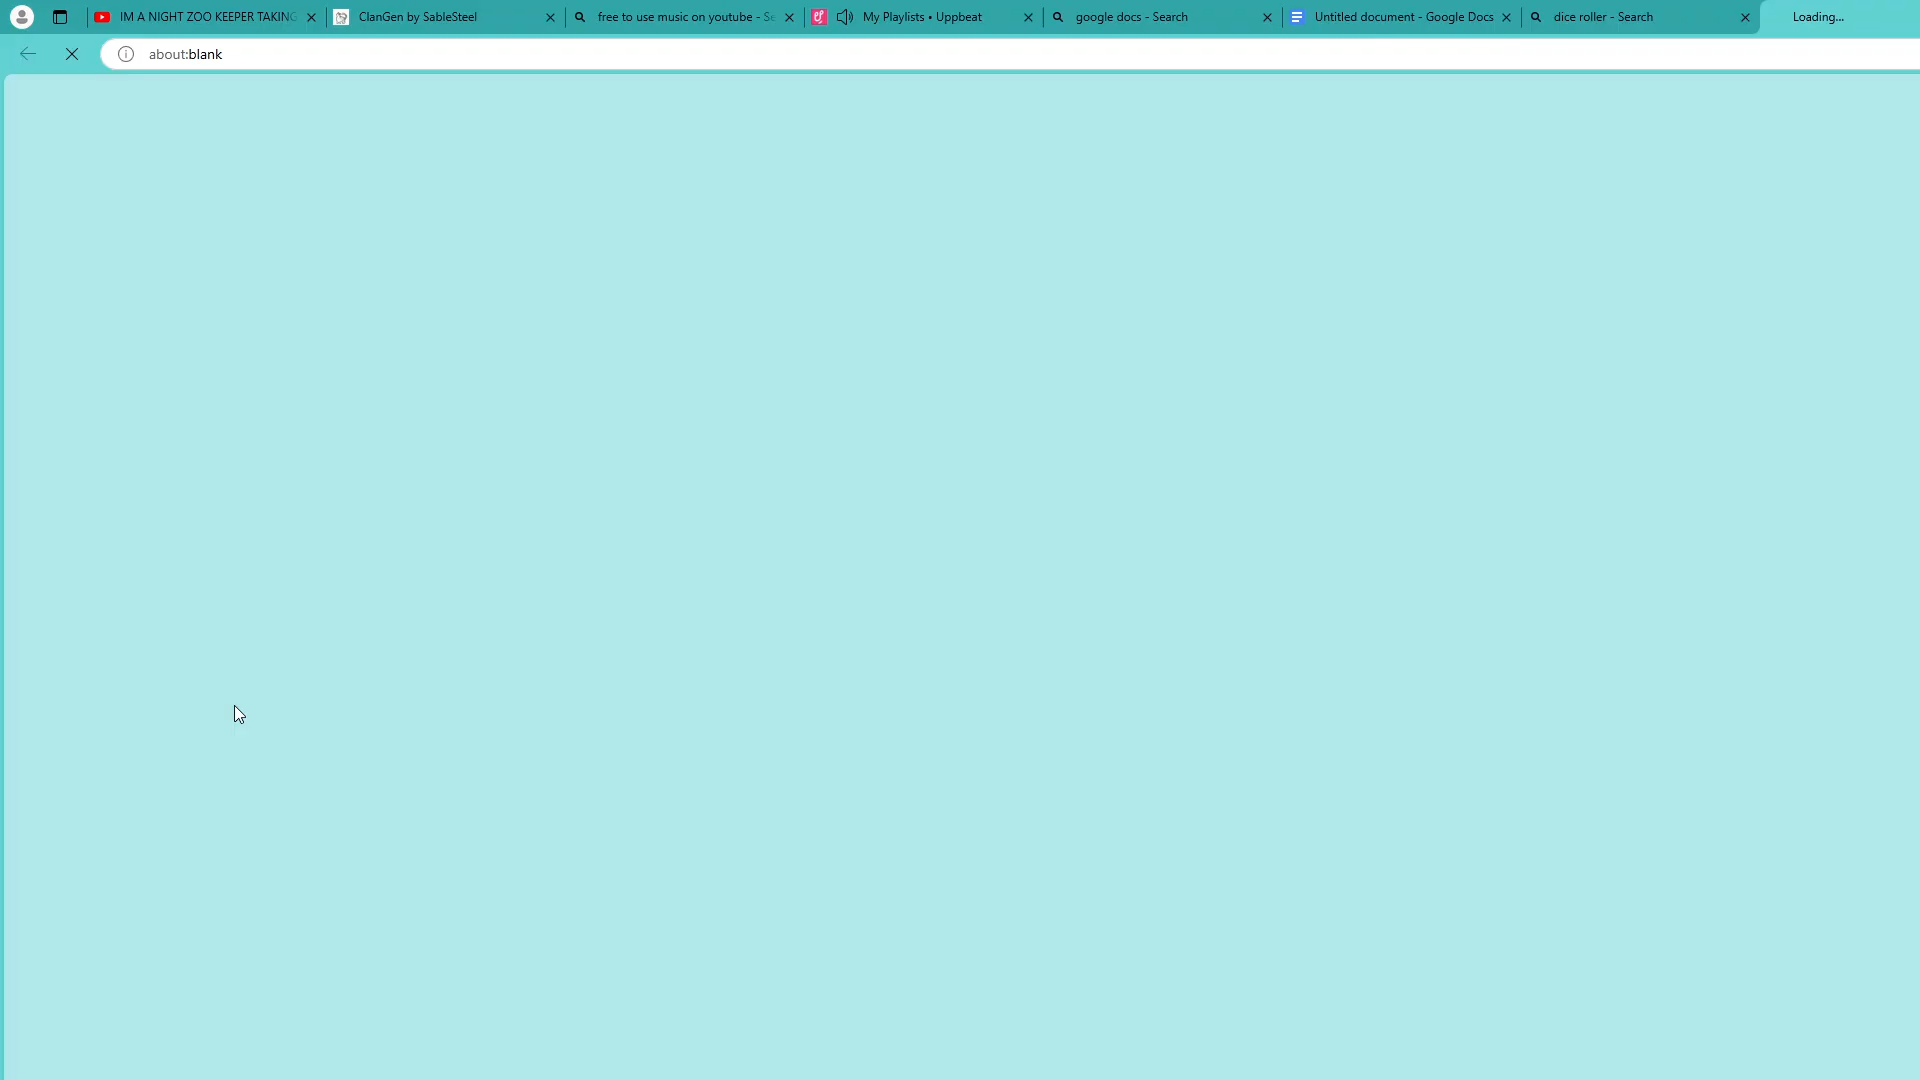 IM A NIGHT ZOO KEEPER TAKING
ClanGen by SableSteel
free to use music on youtube - Se
My Playlists • Uppbeat
google docs - Search
Untitled document - Google Docs
dice roller - Search
Loading...
about:blank